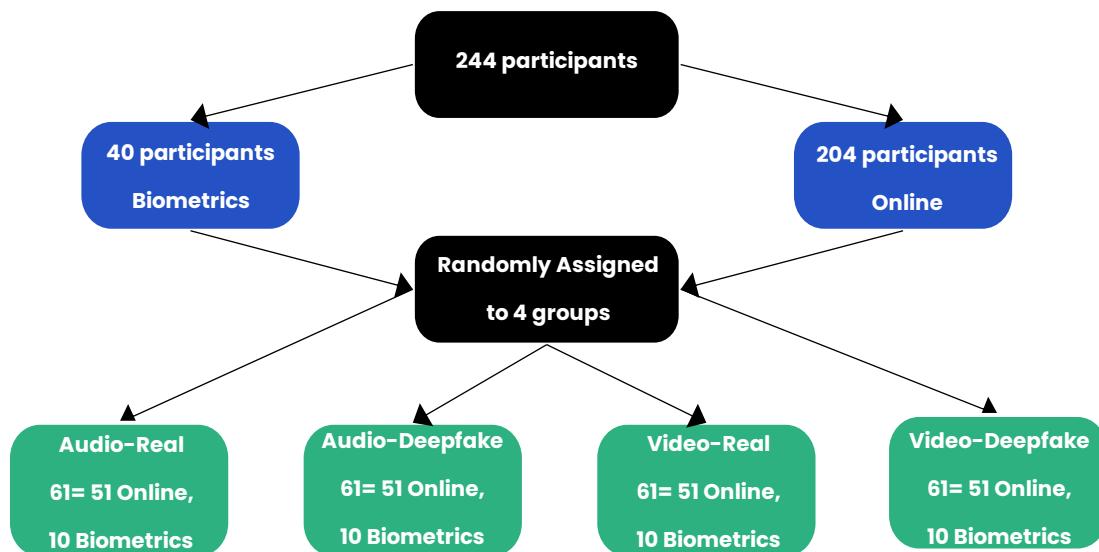 244 participants
40 participants
Biometrics
204 participants
Online
Randomly Assigned
to 4 groups
Audio-Real
61= 51 Online,
10 Biometrics
Audio-Deepfake
61= 51 Online,
10 Biometrics
Video-Real
61= 51 Online,
10 Biometrics
Video-Deepfake
61= 51 Online,
10 Biometrics